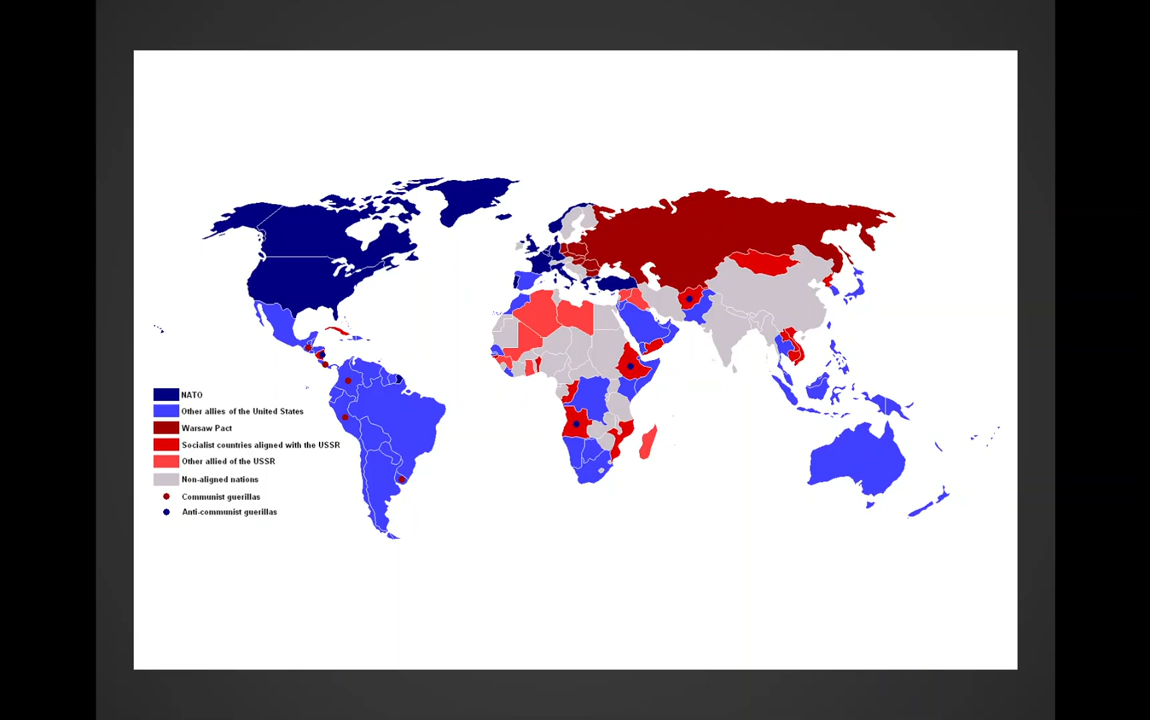 NATO
Other allies of the United States
Warsaw Pact
Socialist countries aligned with the USSR
Other allied of the USSR
Non-aligned nations
Communist guerillas
Anti-communist guerillas